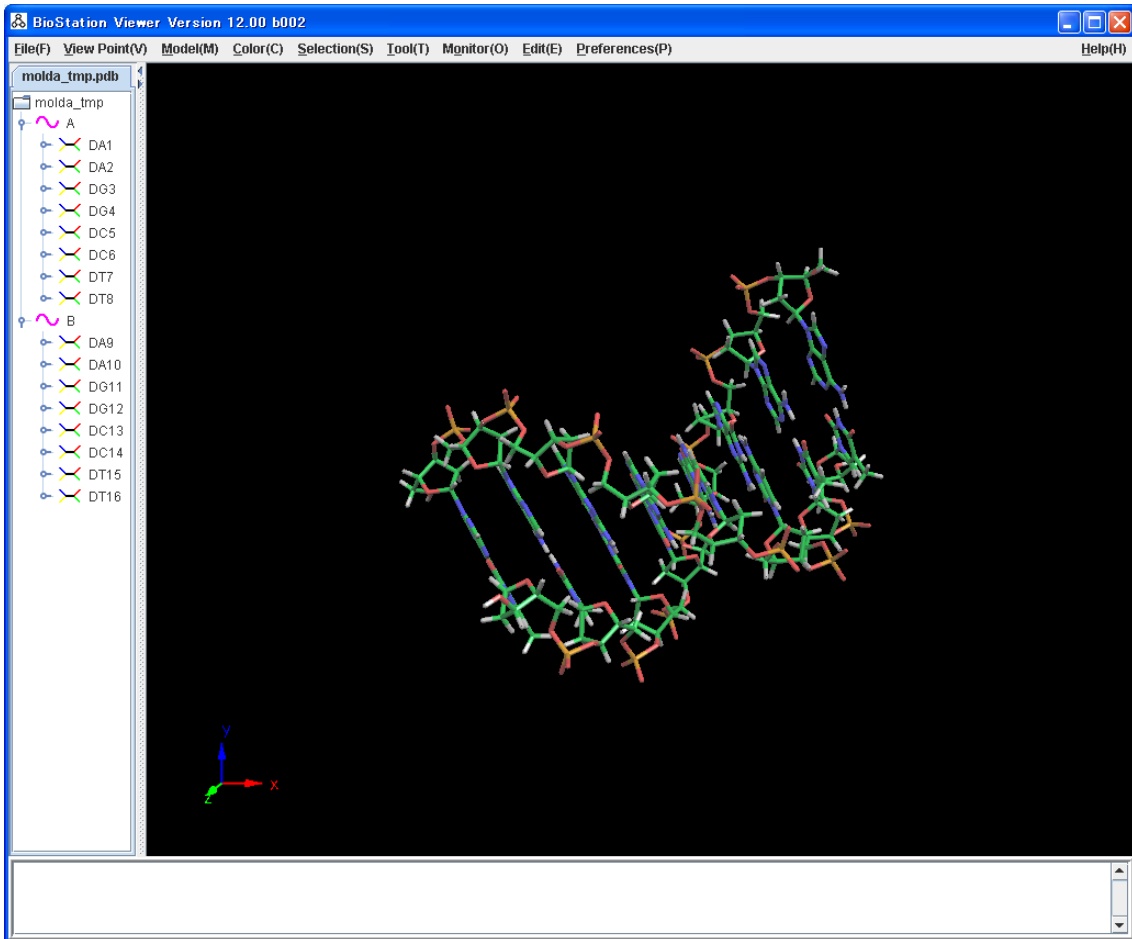 BioStation Viewer Version 12.00 b002
File(F) View Point(V) Model(M) Color(C) Selection(S) Tool(T) Monitor(O) Edit(E) Preferences(P) Help(H)
molda_tmp.pdb
molda_tmp
A
DA1
DA2
DG3
DG4
DC5
DC6
DT7
DT8
B
DA9
DA10
DG11
DG12
DC13
DC14
DT15
DT16
Y
X
Z